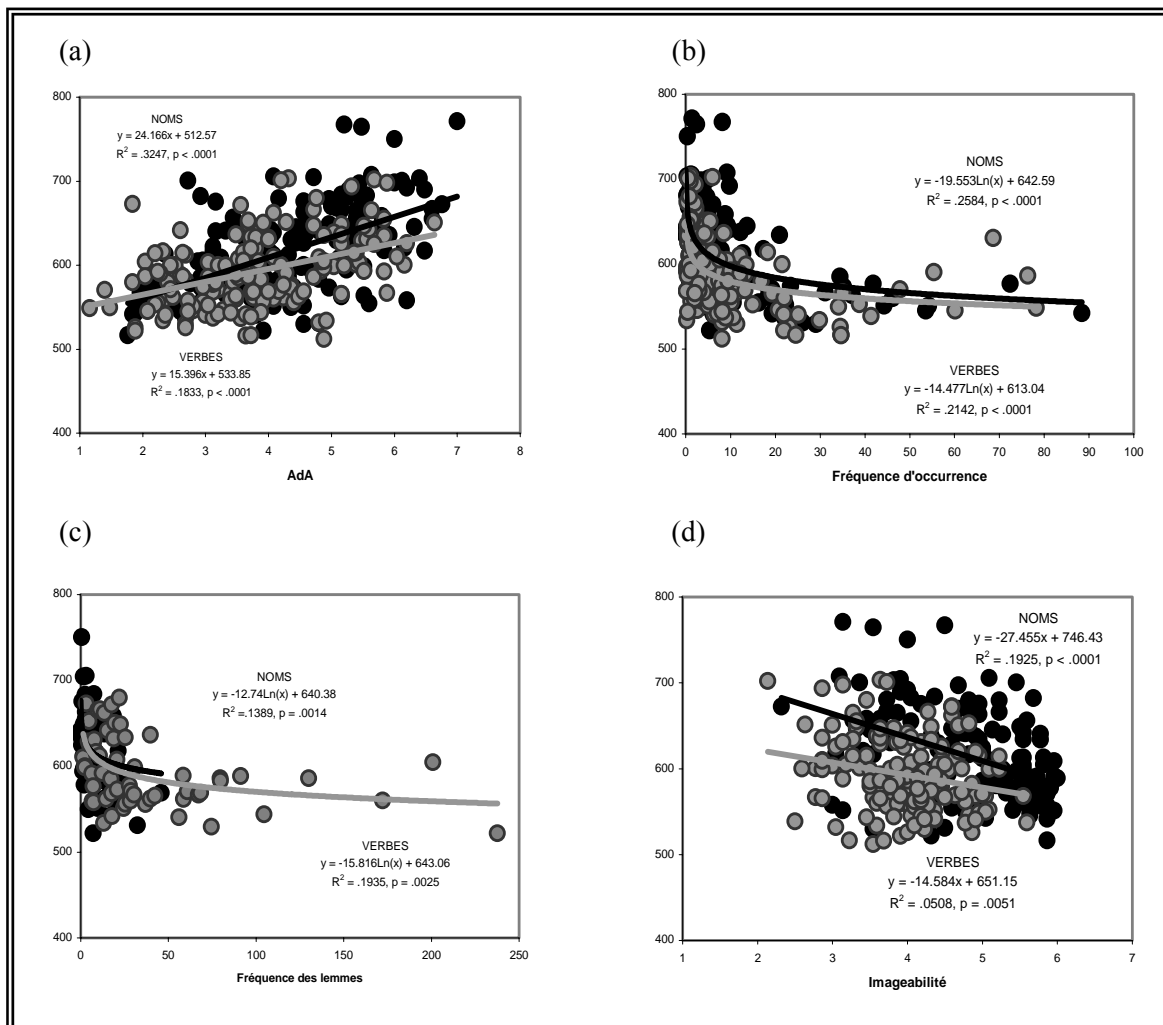 (a)
800
700
600
500
400
1 2 3 4 5 6 7 8
AdA
NOMS
y = 24.166x + 512.57
R² = .3247, p < .0001
VERBES
y = 15.396x + 533.85
R² = .1833, p < .0001
(b)
800
700
600
500
400
0 10 20 30 40 50 60 70 80 90 100
Fréquence d'occurrence
NOMS
y = -19.553Ln(x) + 642.59
R² = .2584, p < .0001
VERBES
y = -14.477Ln(x) + 613.04
R² = .2142, p < .0001
(c)
800
700
600
500
400
0 50 100 150 200 250
Fréquence des lemmes
NOMS
y = -12.74Ln(x) + 640.38
R² =.1389, p = .0014
VERBES
y = -15.816Ln(x) + 643.06
R² = .1935, p = .0025
(d)
800
700
600
500
400
1 2 3 4 5 6 7
Imageabilité
NOMS
y = -27.455x + 746.43
R² = .1925, p < .0001
VERBES
y = -14.584x + 651.15
R² = .0508, p = .0051